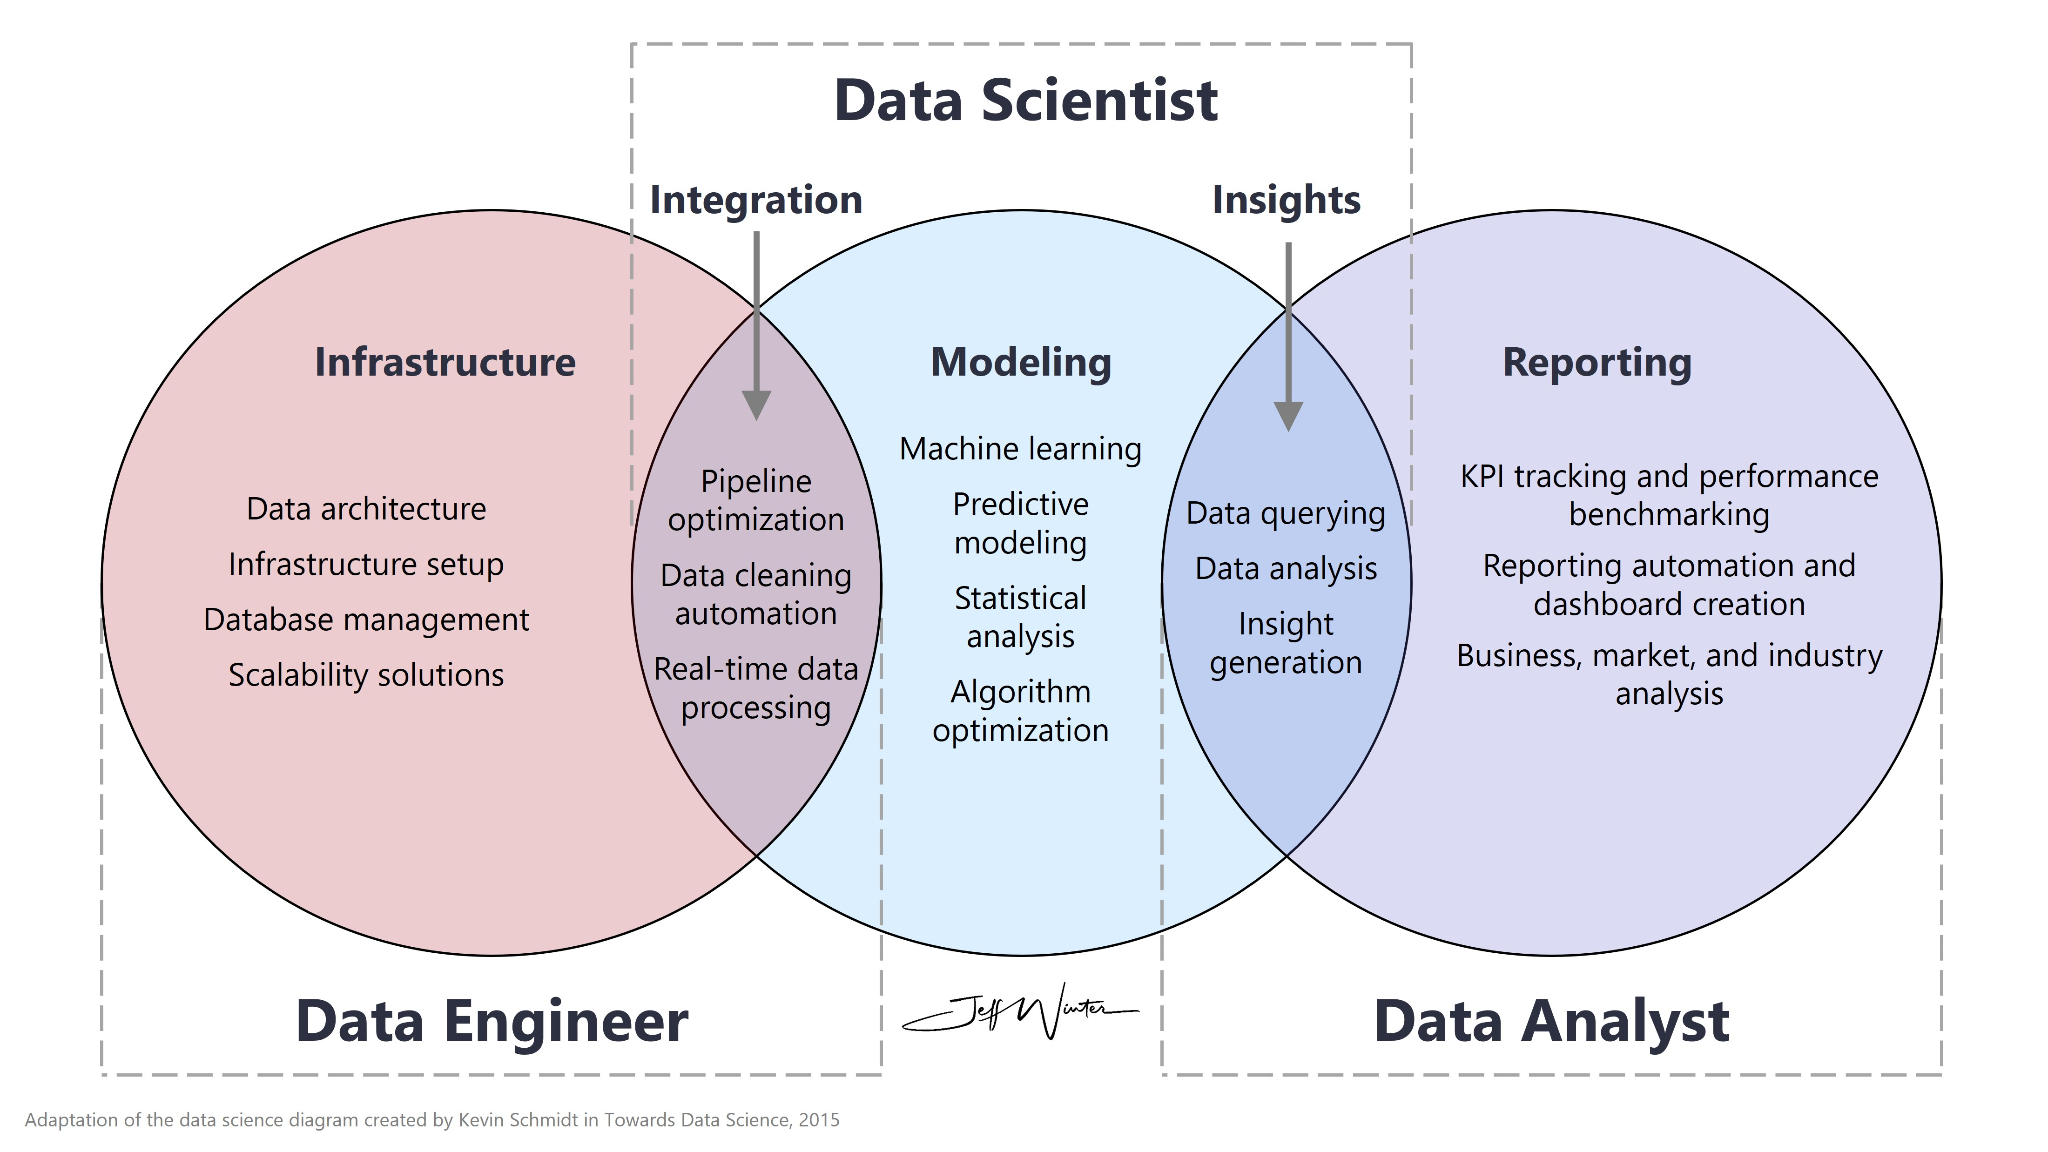 Data Scientist
Integration
Insights
Infrastructure
Data architecture
Infrastructure setup
Database management
Scalability solutions
Pipeline
optimization
Data cleaning
automation
Real-time data
processing
Modeling
Machine learning
Predictive
modeling
Statistical
analysis
Algorithm
optimization
Data querying
Data analysis
Insight
generation
Reporting
KPI tracking and performance
benchmarking
Reporting automation and
dashboard creation
Business, market, and industry
analysis
Data Engineer
Jeff Winter
Data Analyst
Adaptation of the data science diagram created by Kevin Schmidt in Towards Data Science, 2015